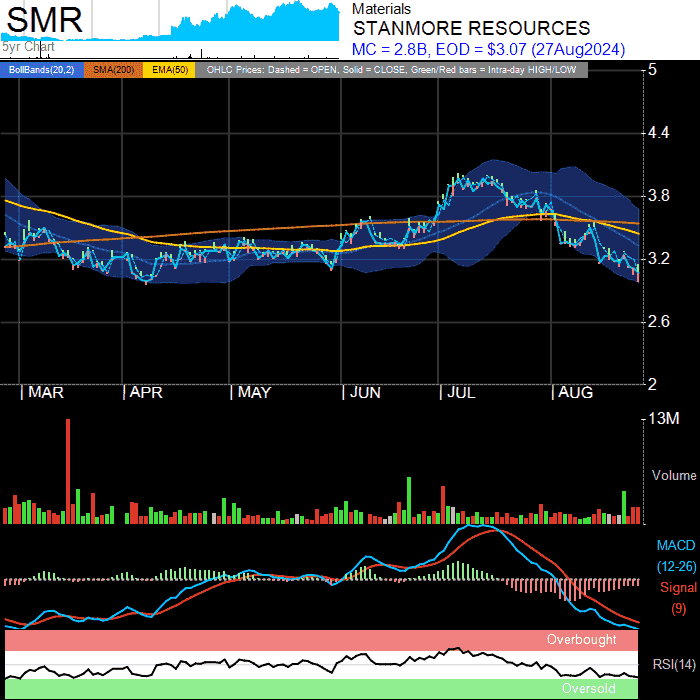 SMR
5yr Chart
Materials
STANMORE RESOURCES
MC = 2.8B, EOD = $3.07 (27Aug2024)
BollBands(20,2) SMA(200) EMA(50) OHLC Prices: Dashed = OPEN, Solid = CLOSE, Green/Red bars = Intra-day HIGH/LOW
5
4.4
3.8
3.2
2.6
2
| MAR | APR | MAY | JUN | JUL | AUG
13M
Volume
MACD
(12-26)
Signal
(9)
Overbought
RSI(14)
Oversold